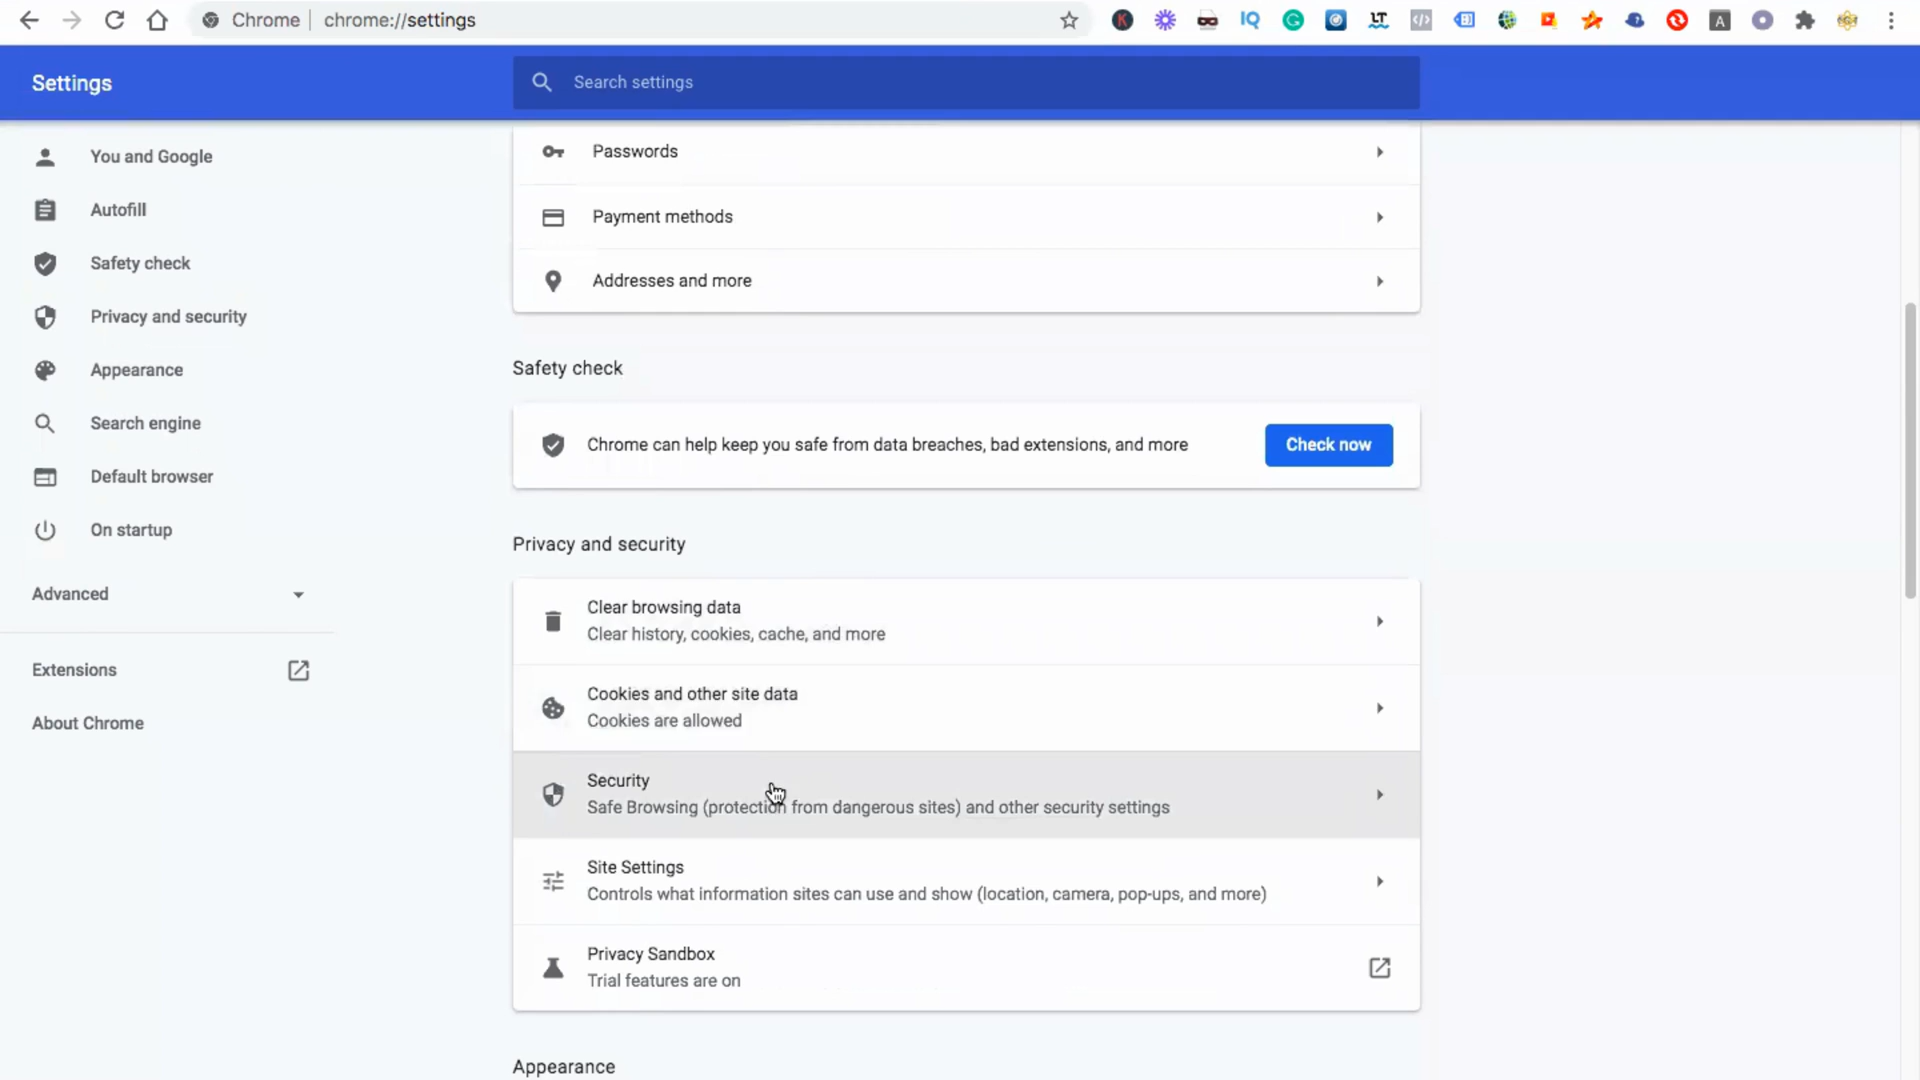 Chrome
chrome://settings
LT
A
Settings
Search settings
You and Google
Autofill
Safety check
Privacy and security
Appearance
Search engine
Default browser
On startup
Advanced
Extensions
About Chrome
Passwords
Payment methods
Addresses and more
Safety check
Chrome can help keep you safe from data breaches, bad extensions, and more
Check now
Privacy and security
Clear browsing data
Clear history, cookies, cache, and more
Cookies and other site data
Cookies are allowed
Security
Safe Browsing (protection from dangerous sites) and other security settings
Site Settings
Controls what information sites can use and show (location, camera, pop-ups, and more)
Privacy Sandbox
Trial features are on
Appearance